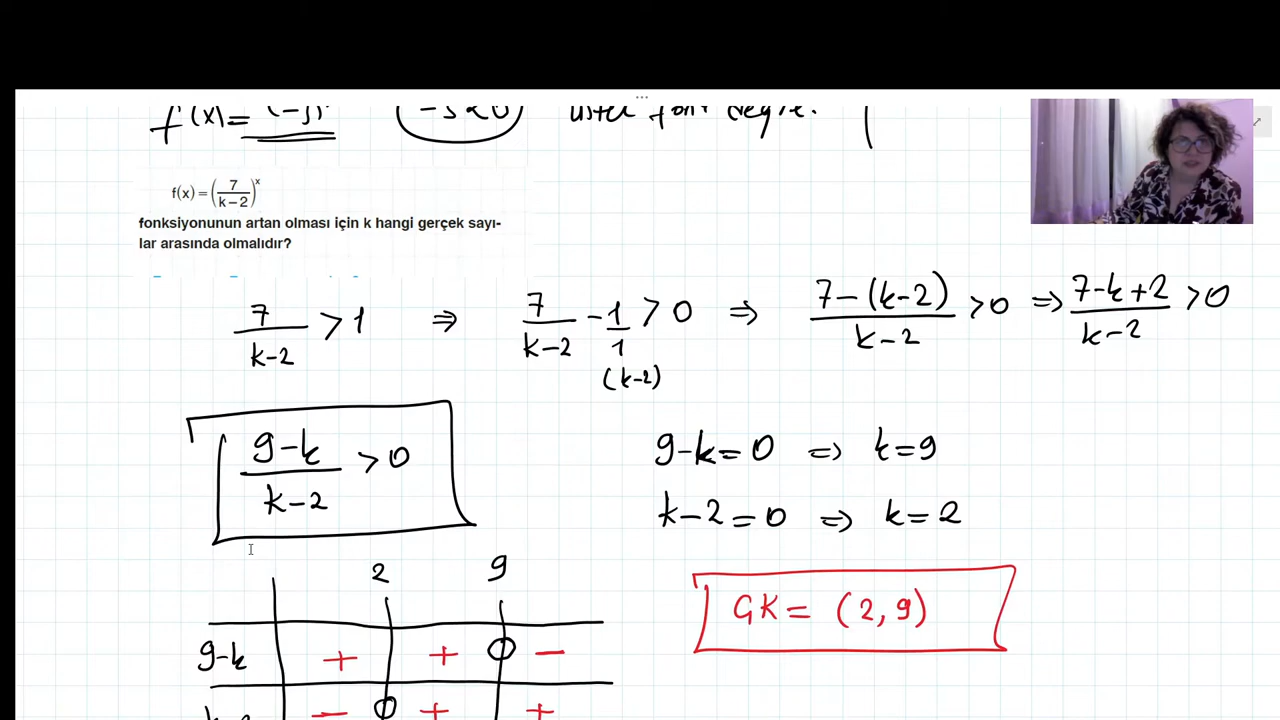 f(x) = (7/(k−2))^x
fonksiyonunun artan olması için k hangi gerçek sayı-
lar arasında olmalıdır?
7/(k-2) > 1 ⇒ 7/(k-2) - 1/1 > 0 ⇒ (7-(k-2))/(k-2) > 0 ⇒ (7-k+2)/(k-2) > 0
(k-2)
(9-k)/(k-2) > 0
9-k=0 ⇒ k=9
k-2=0 ⇒ k=2
2 9
GK= (2,9)
9-k + + 0 -
- 0 + +